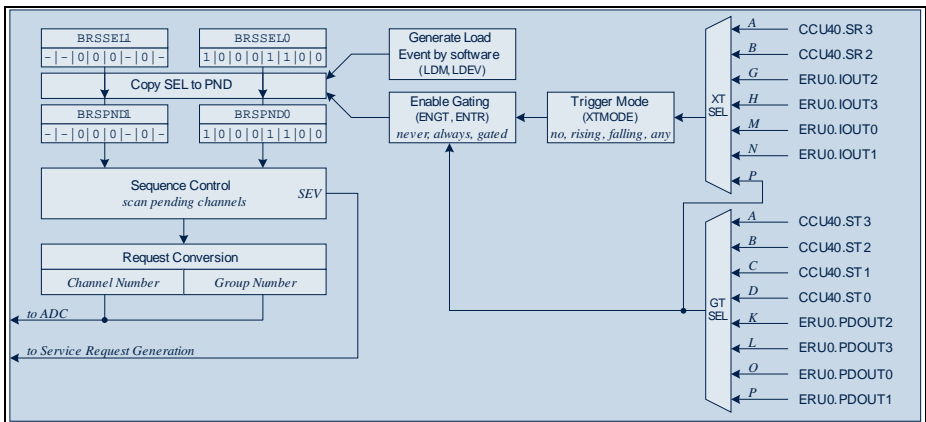 BRSSEL1
-|-|0|0|0|-|0|-
BRSSEL0
1|0|0|0|1|1|0|0
Copy SEL to PND
BRSPND1
-|-|0|0|0|-|0|-
BRSPND0
1|0|0|0|1|1|0|0
Sequence Control
scan pending channels
SEV
Request Conversion
Channel Number
Group Number
to ADC
to Service Request Generation
Generate Load
Event by software
(LDM, LDEV)
Enable Gating
(ENGT, ENTR)
never, always, gated
Trigger Mode
(XTMODE)
no, rising, falling, any
XT
SEL
A CCU40.SR3
B CCU40.SR2
G ERU0.IOUT2
H ERU0.IOUT3
M ERU0.IOUT0
N ERU0.IOUT1
P
GT
SEL
A CCU40.ST3
B CCU40.ST2
C CCU40.ST1
D CCU40.ST0
K ERU0.PDOUT2
L ERU0.PDOUT3
O ERU0.PDOUT0
P ERU0.PDOUT1